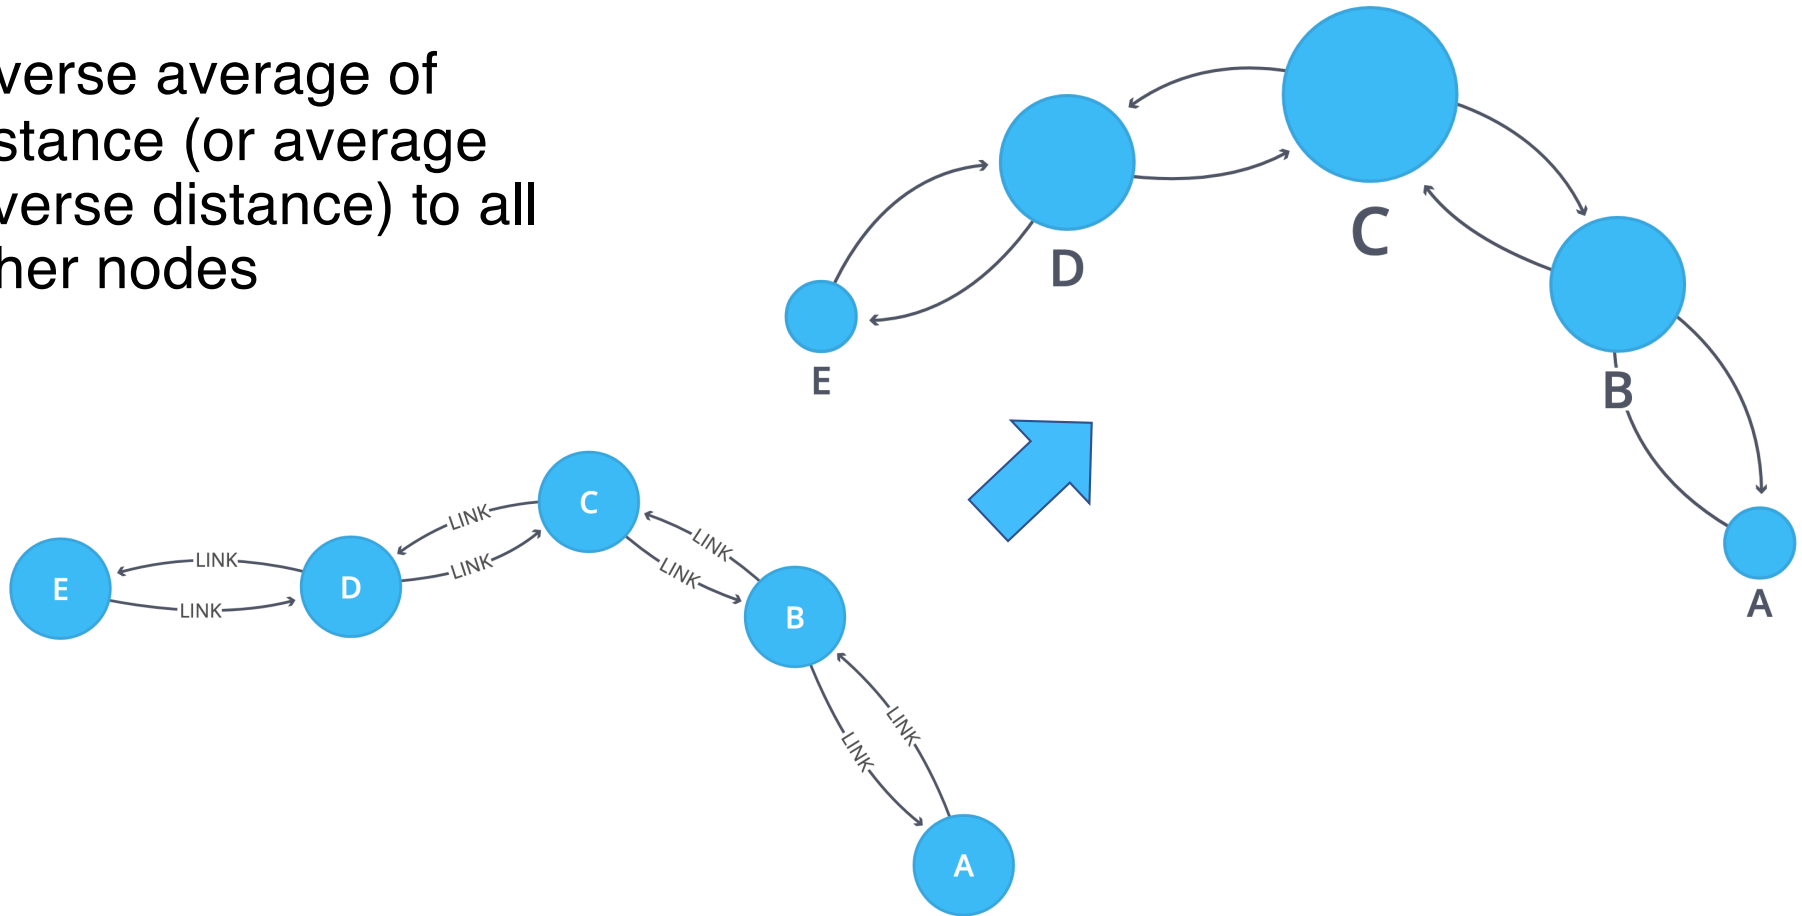 verse average of
stance (or average
verse distance) to all
her nodes
C
D
B
E
A
C
LINK
LINK
LINK
LINK
LINK
LINK
E
D
B
LINK
LINK
A